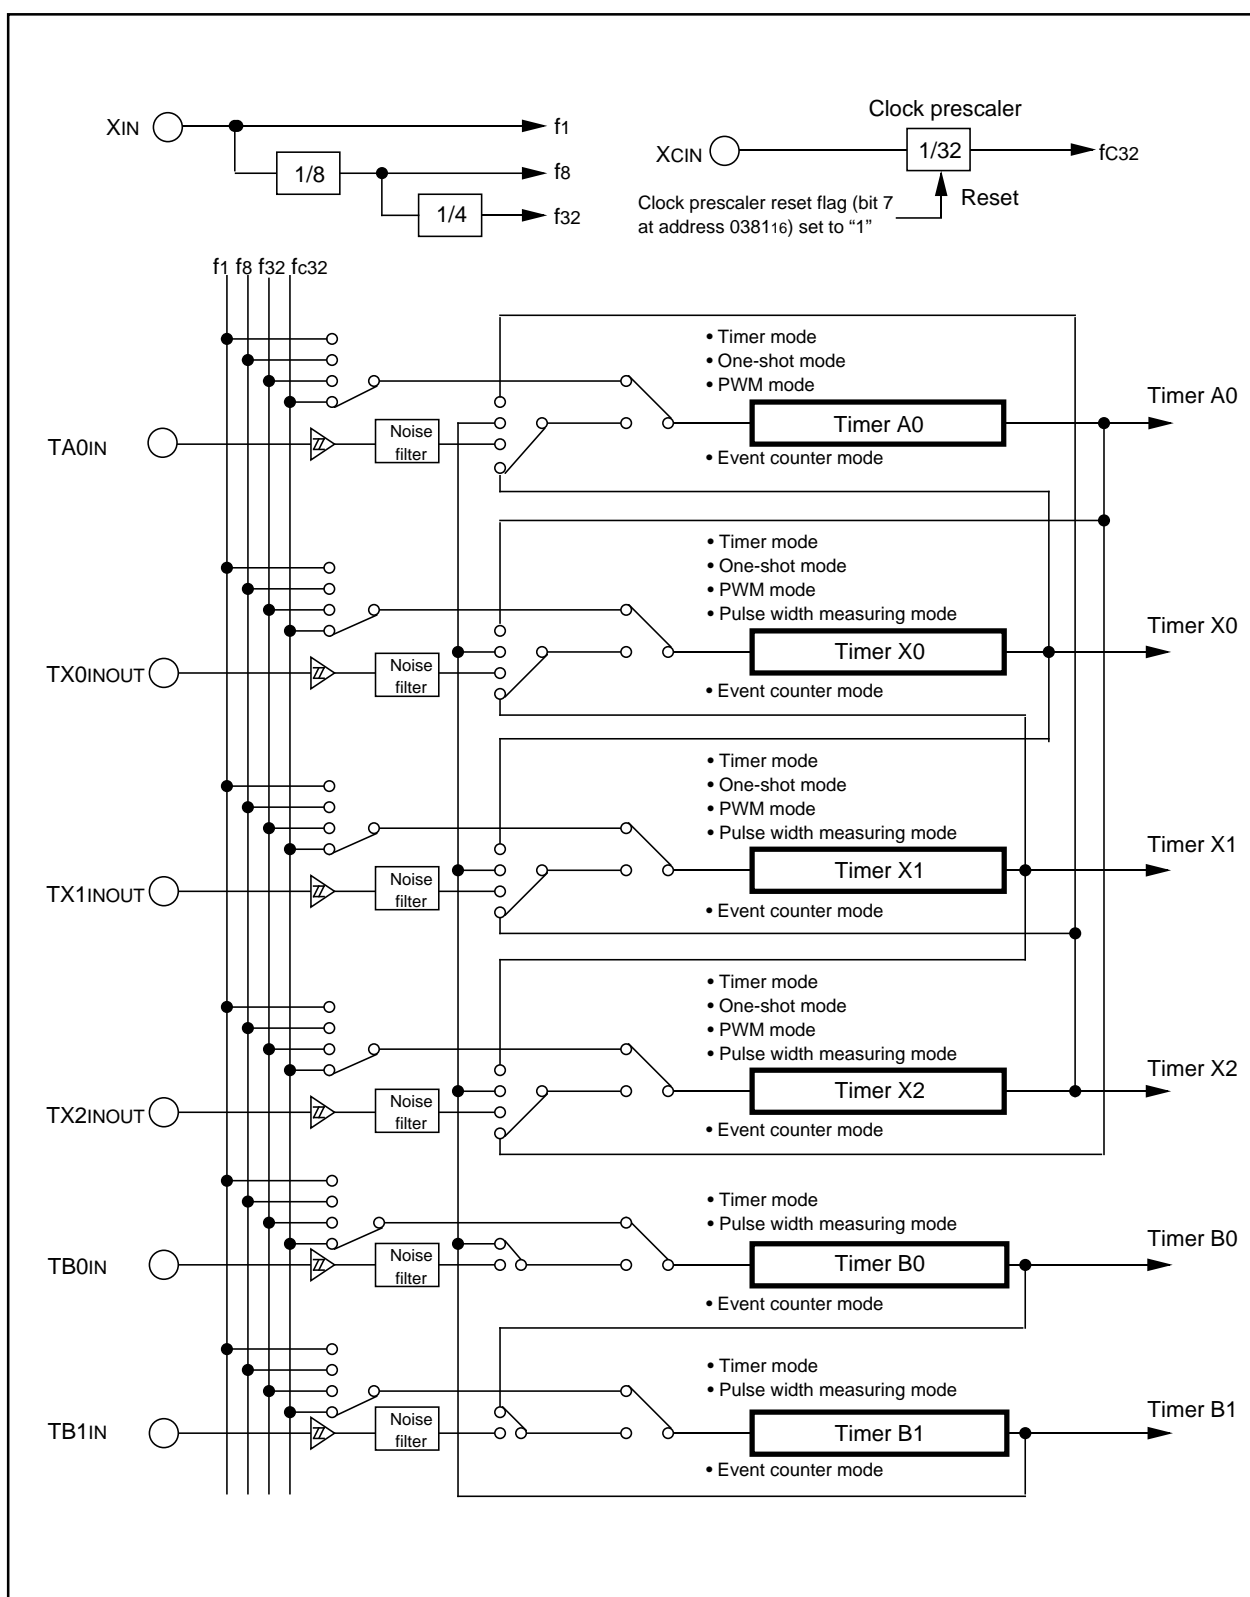 XIN
f1
1/8
f8
1/4
f32
Clock prescaler
XCIN
1/32
fC32
Reset
Clock prescaler reset flag (bit 7
at address 038116) set to “1”
f1 f8 f32 fc32
• Timer mode
• One-shot mode
• PWM mode
Timer A0
Timer A0
TA0IN
Noise
filter
• Event counter mode
• Timer mode
• One-shot mode
• PWM mode
• Pulse width measuring mode
Timer X0
Timer X0
TX0INOUT
Noise
filter
• Event counter mode
• Timer mode
• One-shot mode
• PWM mode
• Pulse width measuring mode
Timer X1
Timer X1
TX1INOUT
Noise
filter
• Event counter mode
• Timer mode
• One-shot mode
• PWM mode
• Pulse width measuring mode
Timer X2
Timer X2
TX2INOUT
Noise
filter
• Event counter mode
• Timer mode
• Pulse width measuring mode
Timer B0
Timer B0
TB0IN
Noise
filter
• Event counter mode
• Timer mode
• Pulse width measuring mode
Timer B1
Timer B1
TB1IN
Noise
filter
• Event counter mode